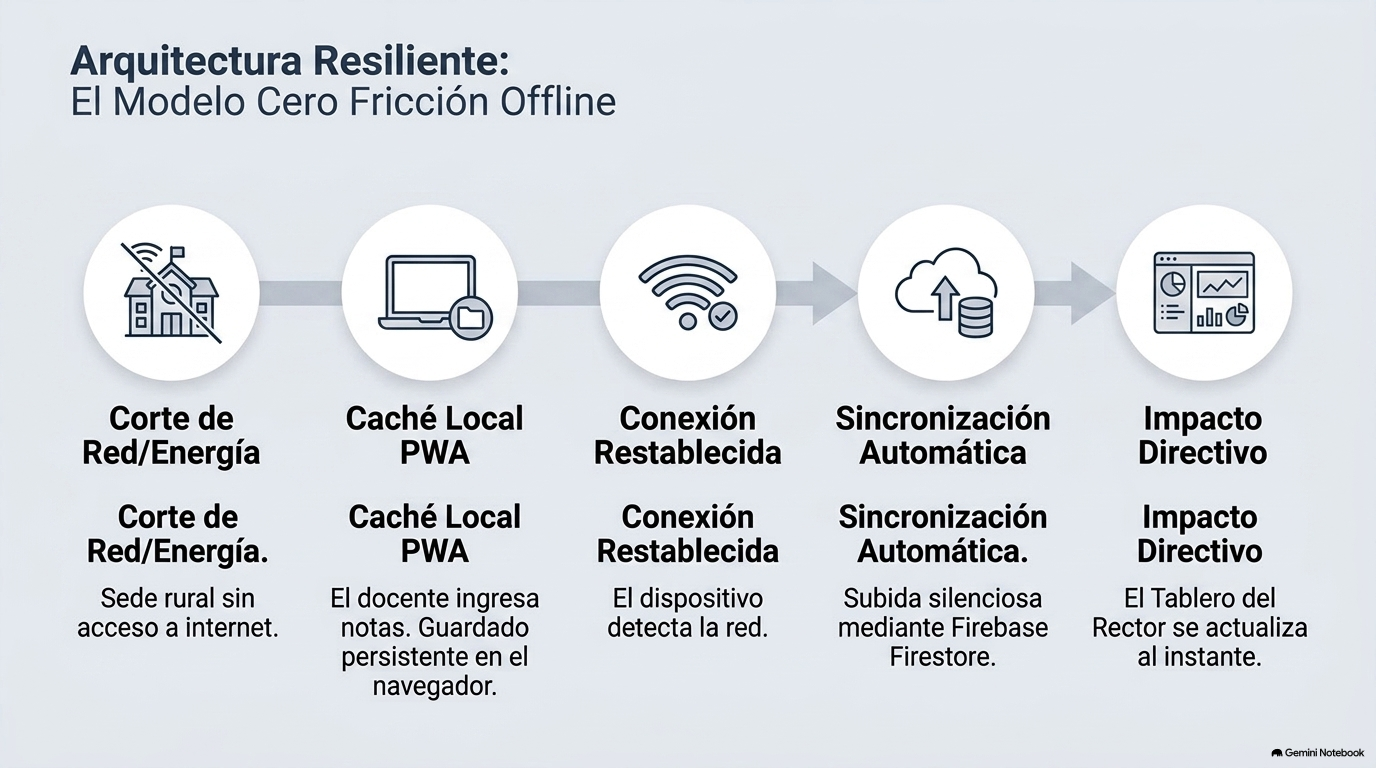 Arquitectura Resiliente:
El Modelo Cero Fricción Offline
Corte de
Red/Energía
Caché Local
PWA
Conexión
Restablecida
Sincronización
Automática
Impacto
Directivo
Corte de
Red/Energía.
Sede rural sin
acceso a internet.
Caché Local
PWA
El docente ingresa
notas. Guardado
persistente en el
navegador.
Conexión
Restablecida
El dispositivo
detecta la red.
Sincronización
Automática.
Subida silenciosa
mediante Firebase
Firestore.
Impacto
Directivo
El Tablero del
Rector se actualiza
al instante.
Gemini Notebook